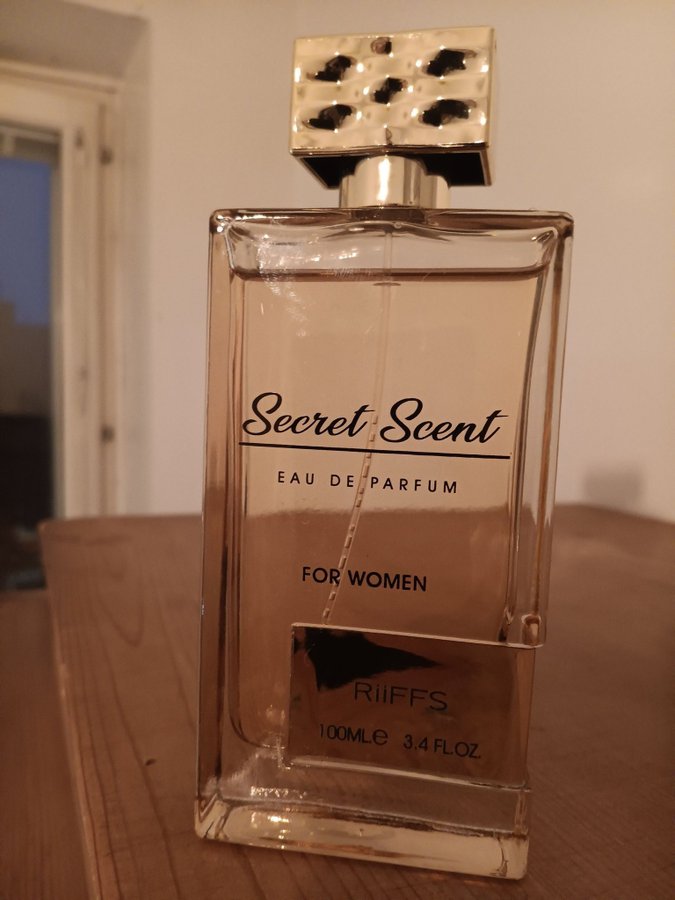 Secret Scent
EAU DE PARFUM
FOR WOMEN
RiiFFS
100ML℮ 3.4 FL.OZ.